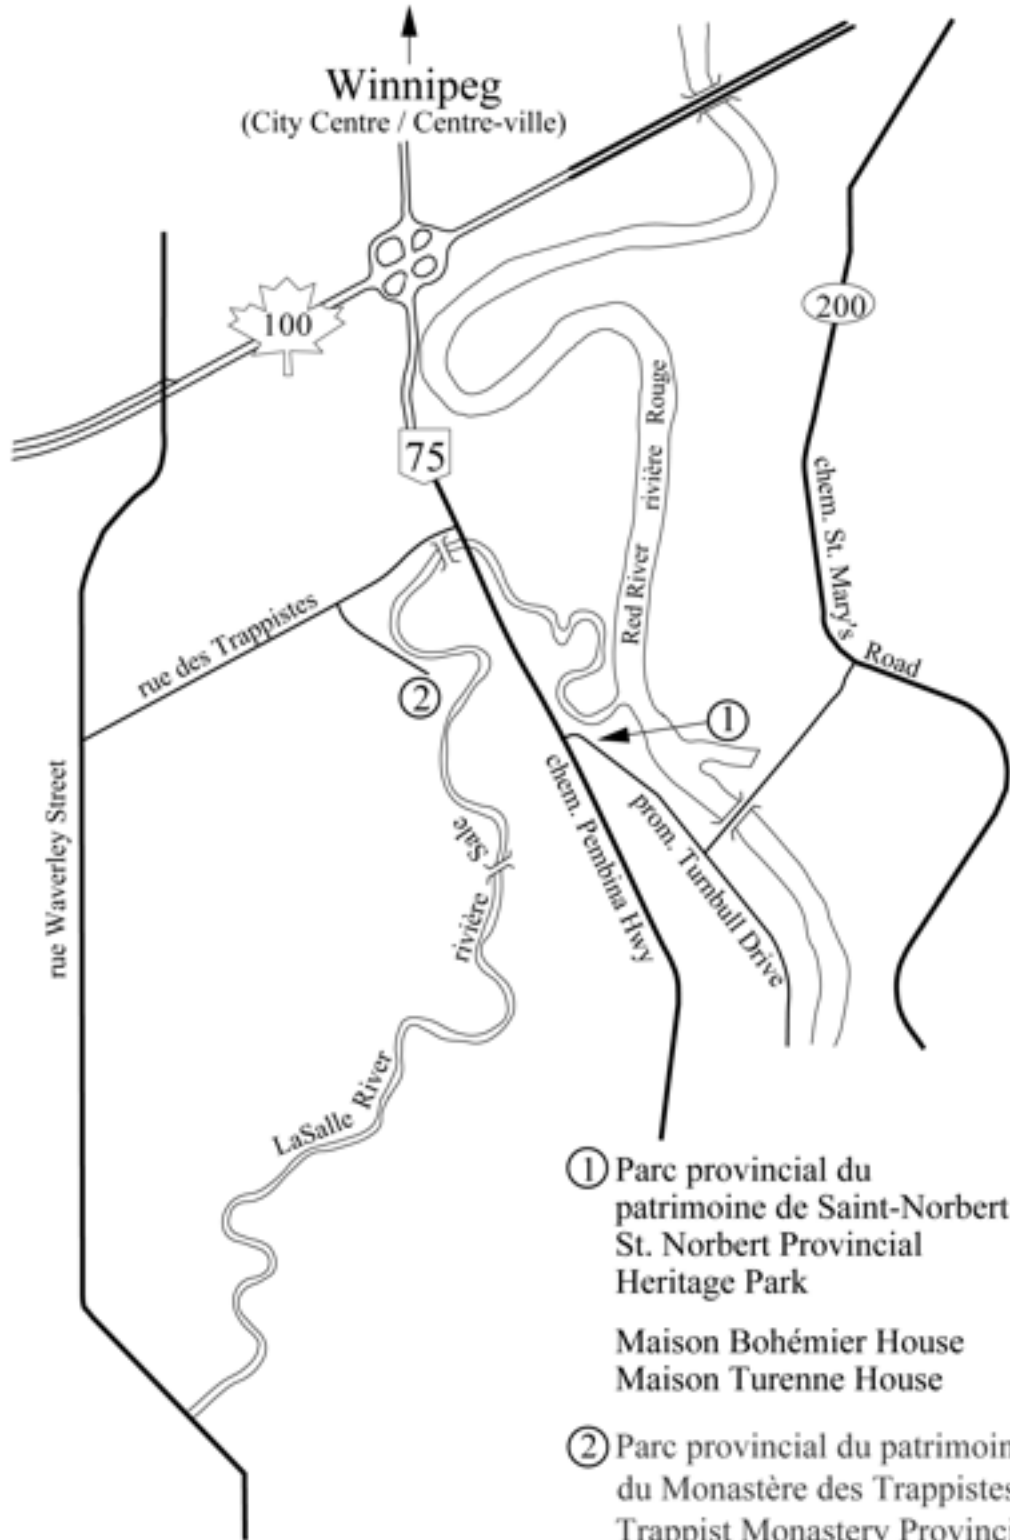 Winnipeg
(City Centre / Centre-ville)
100
200
75
rivière Rouge
Red River
chem. St. Mary's Road
rue des Trappistes
2
1
chem. Pembina Hwy
prom. Turnbull Drive
rue Waverley Street
rivière Sale
LaSalle River
1 Parc provincial du
patrimoine de Saint-Norbert
St. Norbert Provincial
Heritage Park
Maison Bohémier House
Maison Turenne House
2 Parc provincial du patrimoin
du Monastère des Trappistes
Trappist Monastery Provinci